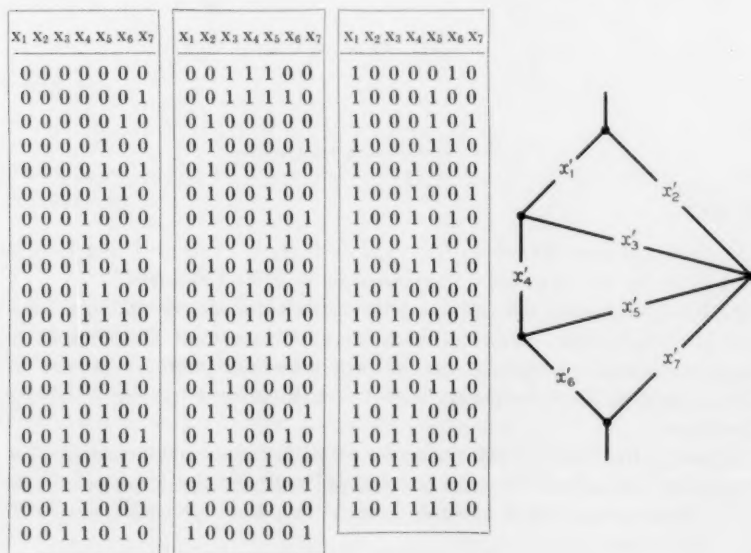 X₁ X₂ X₃ X₄ X₅ X₆ X₇
0 0 0 0 0 0 0
0 0 0 0 0 0 1
0 0 0 0 0 1 0
0 0 0 0 1 0 0
0 0 0 0 1 0 1
0 0 0 0 1 1 0
0 0 0 1 0 0 0
0 0 0 1 0 0 1
0 0 0 1 0 1 0
0 0 0 1 1 0 0
0 0 0 1 1 1 0
0 0 1 0 0 0 0
0 0 1 0 0 0 1
0 0 1 0 0 1 0
0 0 1 0 1 0 0
0 0 1 0 1 0 1
0 0 1 0 1 1 0
0 0 1 1 0 0 0
0 0 1 1 0 0 1
0 0 1 1 0 1 0
X₁ X₂ X₃ X₄ X₅ X₆ X₇
0 0 1 1 1 0 0
0 0 1 1 1 1 0
0 1 0 0 0 0 0
0 1 0 0 0 0 1
0 1 0 0 0 1 0
0 1 0 0 1 0 0
0 1 0 0 1 0 1
0 1 0 0 1 1 0
0 1 0 1 0 0 0
0 1 0 1 0 0 1
0 1 0 1 0 1 0
0 1 0 1 1 0 0
0 1 0 1 1 1 0
0 1 1 0 0 0 0
0 1 1 0 0 0 1
0 1 1 0 0 1 0
0 1 1 0 1 0 0
0 1 1 0 1 0 1
1 0 0 0 0 0 0
1 0 0 0 0 0 1
X₁ X₂ X₃ X₄ X₅ X₆ X₇
1 0 0 0 0 1 0
1 0 0 0 1 0 0
1 0 0 0 1 0 1
1 0 0 0 1 1 0
1 0 0 1 0 0 0
1 0 0 1 0 0 1
1 0 0 1 0 1 0
1 0 0 1 1 0 0
1 0 0 1 1 1 0
1 0 1 0 0 0 0
1 0 1 0 0 0 1
1 0 1 0 0 1 0
1 0 1 0 1 0 0
1 0 1 0 1 1 0
1 0 1 1 0 0 0
1 0 1 1 0 0 1
1 0 1 1 0 1 0
1 0 1 1 1 0 0
1 0 1 1 1 1 0
x′₁
x′₂
x′₃
x′₄
x′₅
x′₆
x′₇